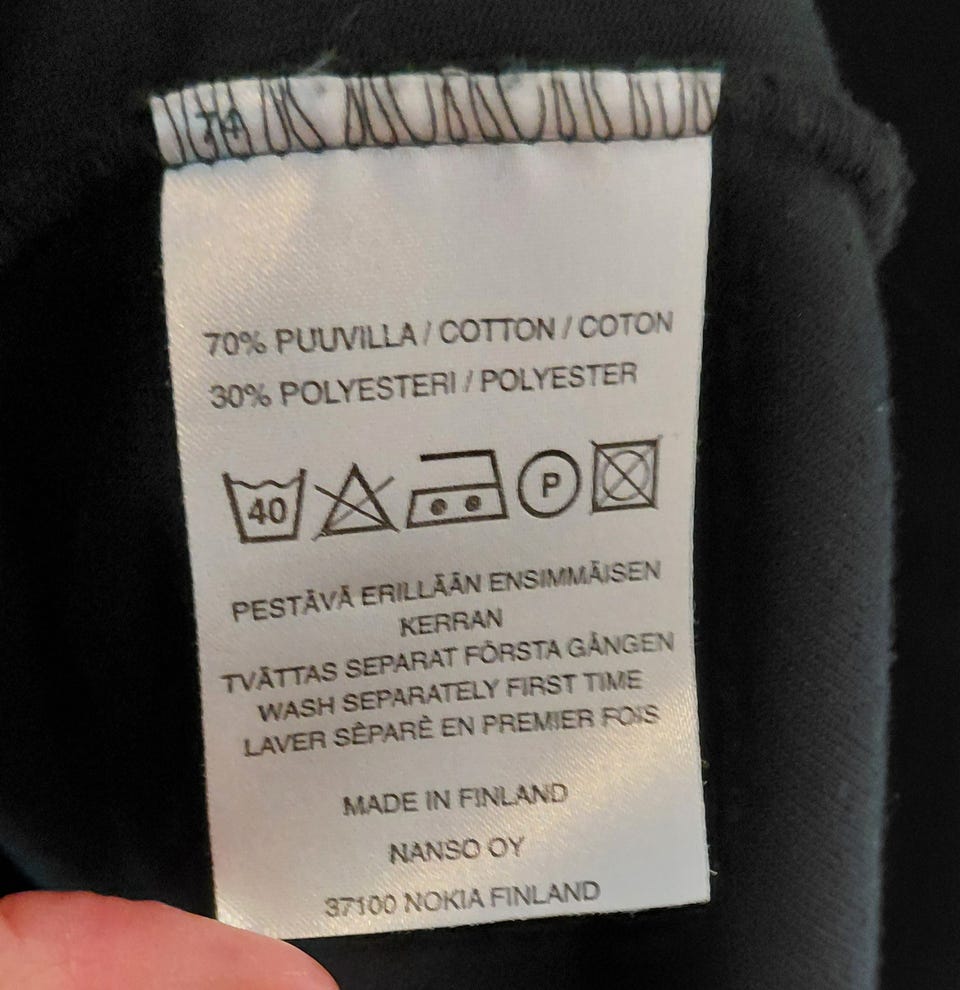 70% PUUVILLA / COTTON / COTON
30% POLYESTERI / POLYESTER
40 P
PESTÄVÄ ERILLÄÄN ENSIMMÄISEN
KERRAN
TVÄTTAS SEPARAT FÖRSTA GÅNGEN
WASH SEPARATELY FIRST TIME
LAVER SÊPARÊ EN PREMIER FOIS
MADE IN FINLAND
NANSO OY
37100 NOKIA FINLAND